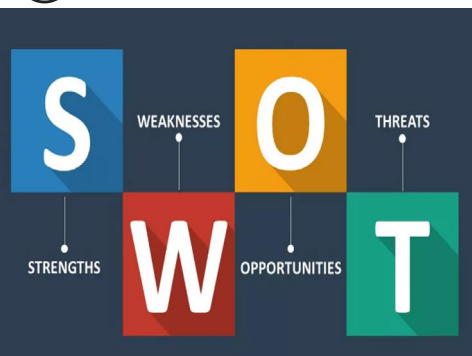 S
WEAKNESSES
O
THREATS
STRENGTHS
W
OPPORTUNITIES
T